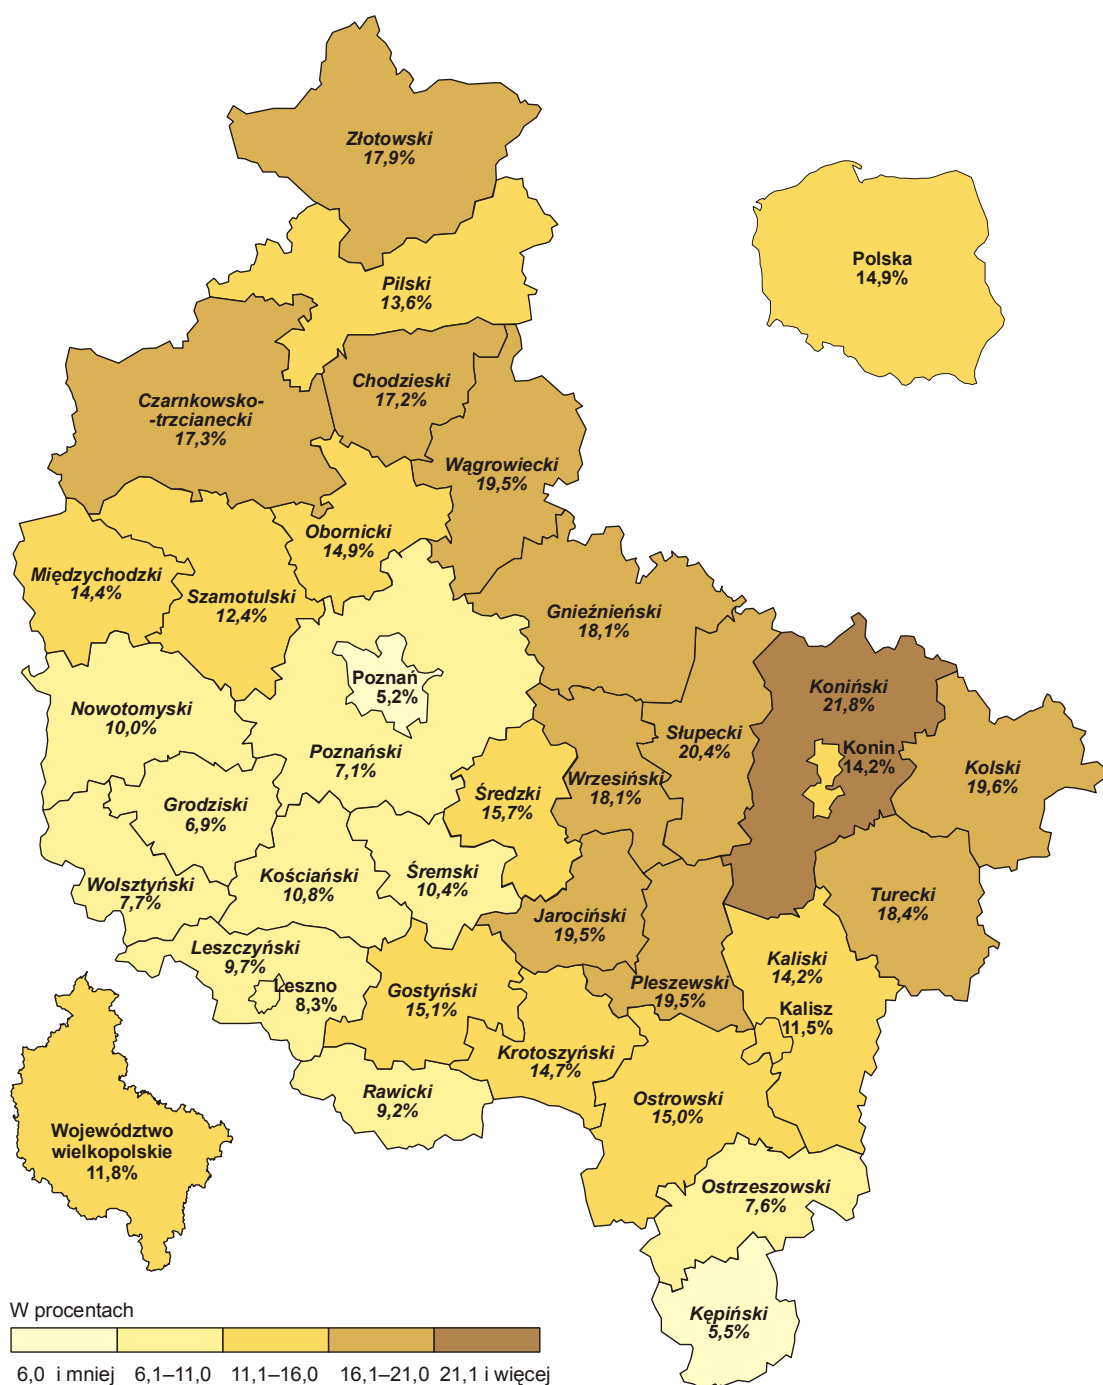 Złotowski
17,9%
Polska
14,9%
Pilski
13,6%
Chodzieski
17,2%
Czarnkowsko-
-trzcianecki
17,3%
Wągrowiecki
19,5%
Obornicki
14,9%
Międzychodzki
14,4%
Szamotulski
12,4%
Gnieźnieński
18,1%
Poznań
5,2%
Koniński
21,8%
Nowotomyski
10,0%
Słupecki
20,4%
Konin
14,2%
Poznański
7,1%
Kolski
19,6%
Wrzesiński
18,1%
Średzki
15,7%
Grodziski
6,9%
Kościański
10,8%
Śremski
10,4%
Wolsztyński
7,7%
Turecki
18,4%
Jarociński
19,5%
Leszczyński
9,7%
Kaliski
14,2%
Leszno
8,3%
Gostyński
15,1%
Pleszewski
19,5%
Kalisz
11,5%
Krotoszyński
14,7%
Rawicki
9,2%
Ostrowski
15,0%
Województwo
wielkopolskie
11,8%
Ostrzeszowski
7,6%
Kępiński
5,5%
W procentach
6,0 i mniej 6,1–11,0 11,1–16,0 16,1–21,0 21,1 i więcej